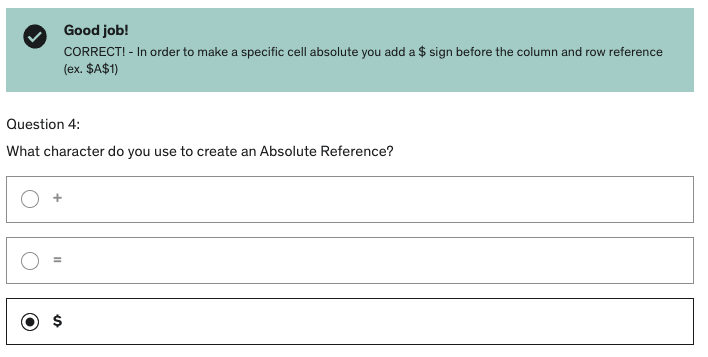 Good job!
CORRECT! - In order to make a specific cell absolute you add a $ sign before the column and row reference
(ex. $A$1)
Question 4:
What character do you use to create an Absolute Reference?
+
=
$